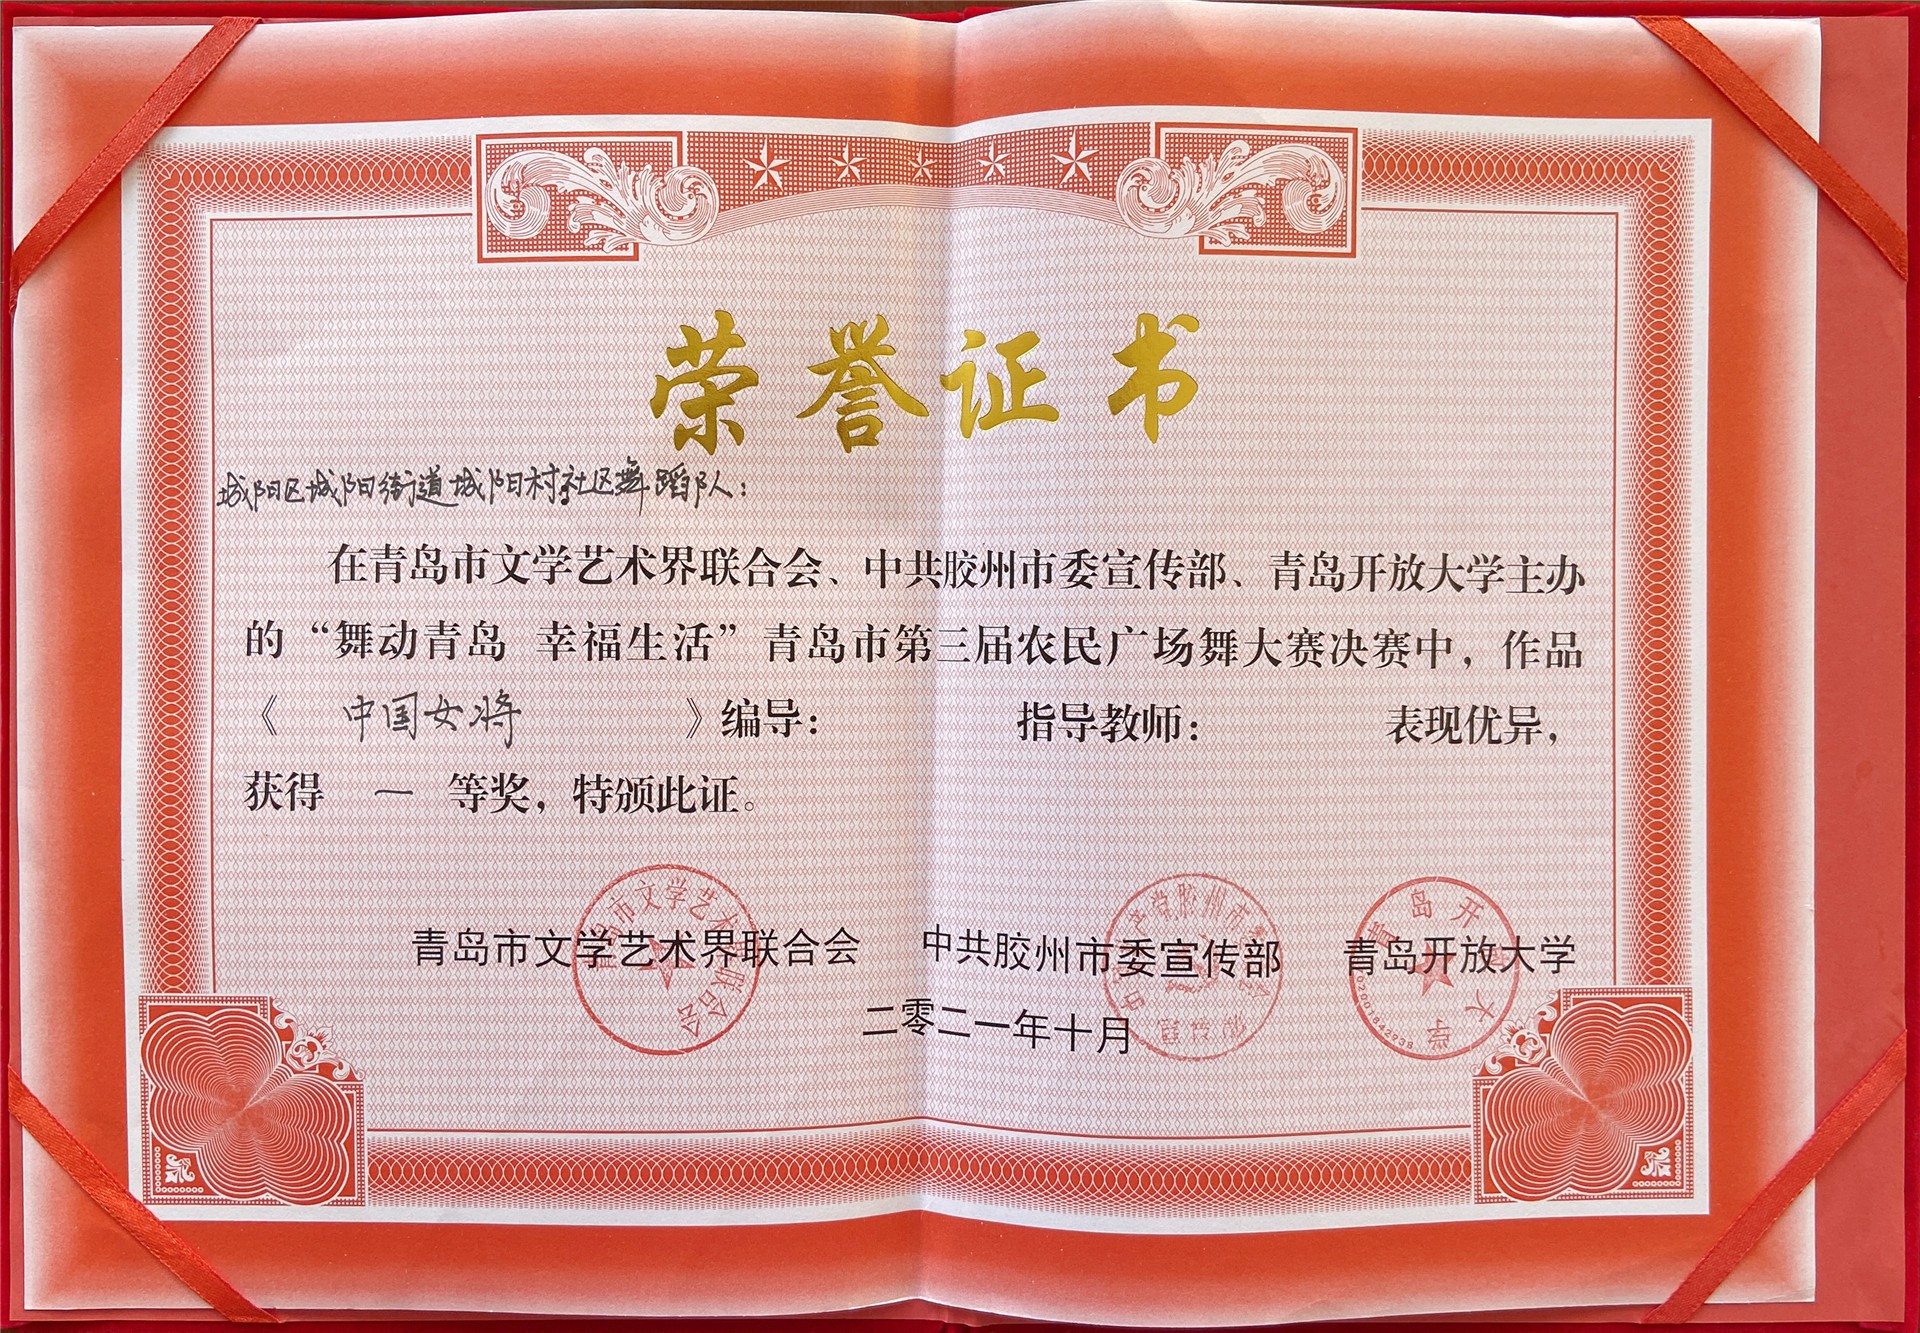 荣誉证书
城阳区城阳街道城阳村社区舞蹈队：
在青岛市文学艺术界联合会、中共胶州市委宣传部、青岛开放大学主办
的“舞动青岛 幸福生活”青岛市第三届农民广场舞大赛决赛中，作品
《 中国女将 》编导： 指导教师： 表现优异，
获得 一 等奖，特颁此证。
青岛市文学艺术界联合会 中共胶州市委宣传部 青岛开放大学
二零二一年十月